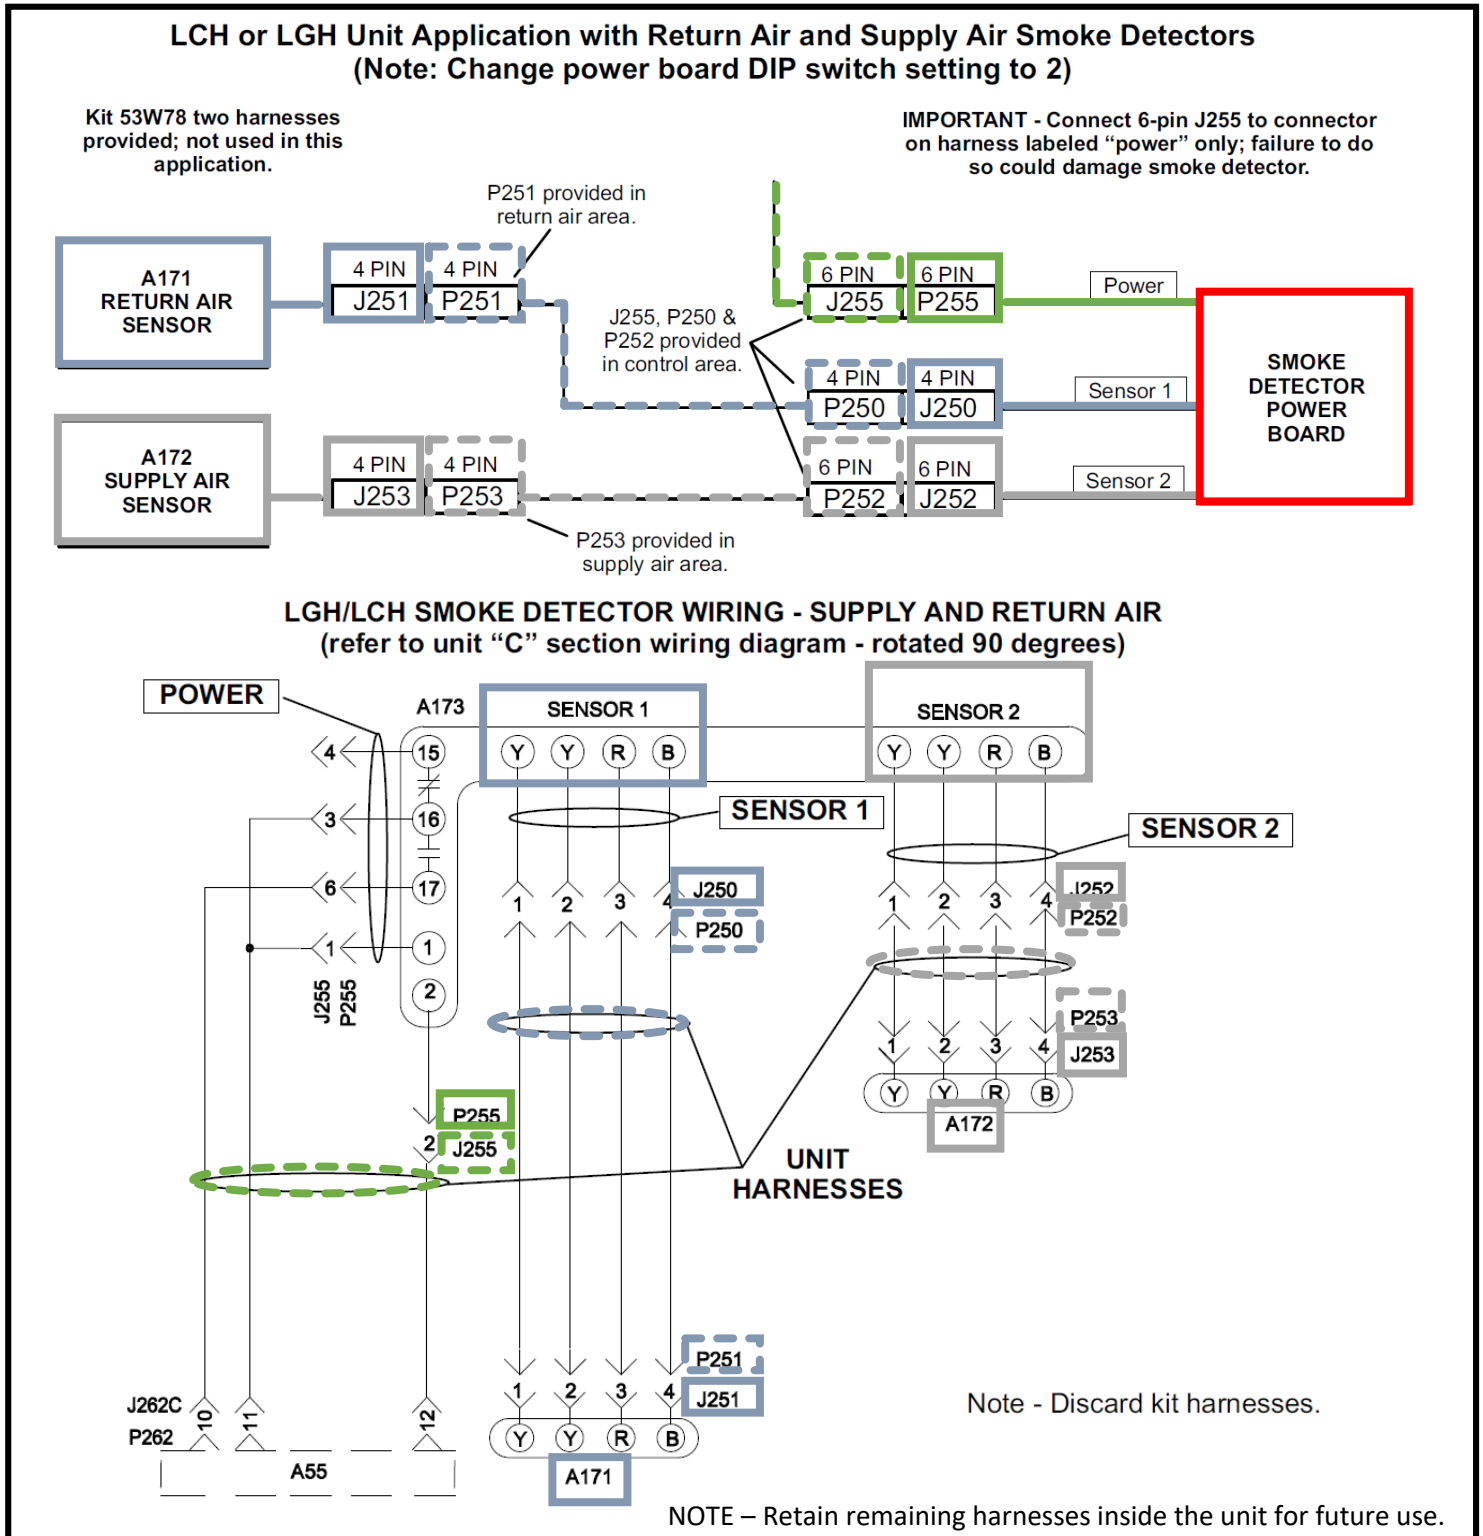 LCH or LGH Unit Application with Return Air and Supply Air Smoke Detectors
(Note: Change power board DIP switch setting to 2)
Kit 53W78 two harnesses
provided; not used in this
application.
IMPORTANT - Connect 6-pin J255 to connector
on harness labeled “power” only; failure to do
so could damage smoke detector.
P251 provided in
return air area.
A171
RETURN AIR
SENSOR
4 PIN
J251
4 PIN
P251
6 PIN
J255
6 PIN
P255
Power
J255, P250 &
P252 provided
in control area.
4 PIN
P250
4 PIN
J250
Sensor 1
SMOKE
DETECTOR
POWER
BOARD
A172
SUPPLY AIR
SENSOR
4 PIN
J253
4 PIN
P253
6 PIN
P252
6 PIN
J252
Sensor 2
P253 provided in
supply air area.
LGH/LCH SMOKE DETECTOR WIRING - SUPPLY AND RETURN AIR
(refer to unit “C” section wiring diagram - rotated 90 degrees)
POWER
A173
SENSOR 1
SENSOR 2
4
15
Y
Y
R
B
Y
Y
R
B
3
16
SENSOR 1
SENSOR 2
6
17
1
2
3
4
J250
P250
1
2
3
4
J252
P252
1
1
2
J255
P255
P253
1
2
3
4
J253
Y
Y
R
B
A172
P255
2
J255
UNIT
HARNESSES
P251
1
2
3
4
J251
J262C
10
11
12
P262
Y
Y
R
B
A55
A171
Note - Discard kit harnesses.
NOTE – Retain remaining harnesses inside the unit for future use.